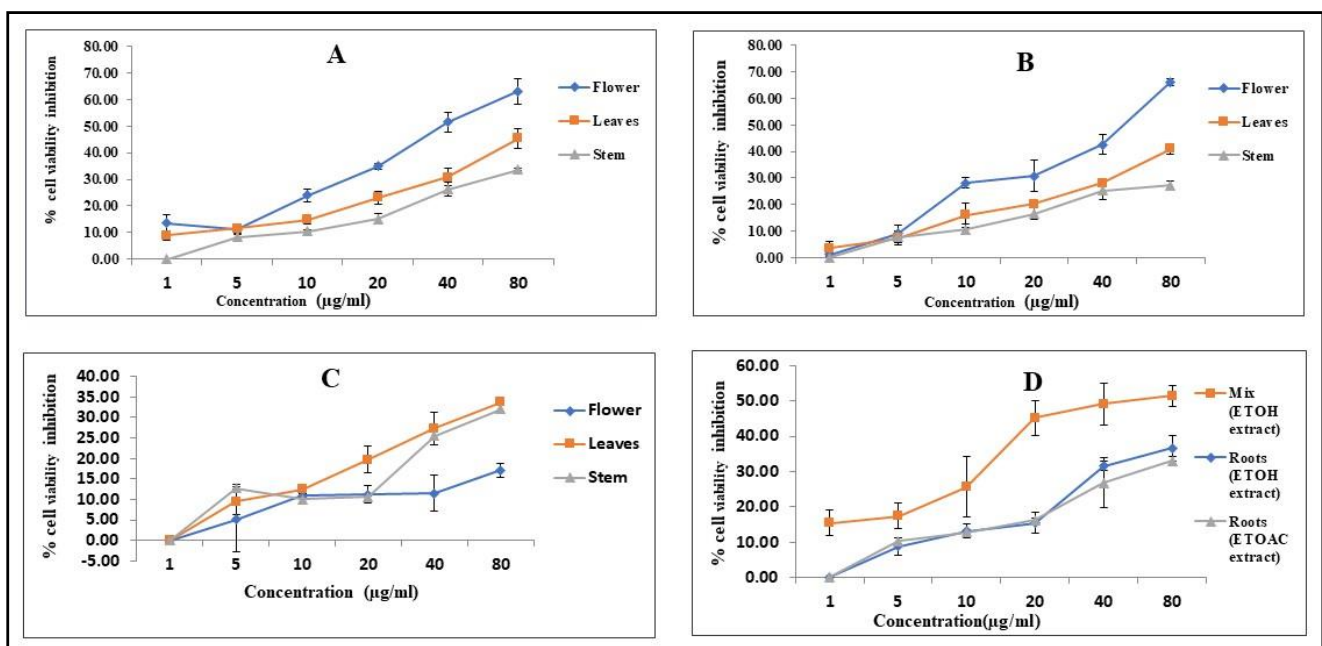 A
% cell viability inhibition
80.00
70.00
60.00
50.00
40.00
30.00
20.00
10.00
0.00
1 5 10 20 40 80
Concentration (µg/ml)
Flower
Leaves
Stem
B
% cell viability inhibition
80.00
70.00
60.00
50.00
40.00
30.00
20.00
10.00
0.00
1 5 10 20 40 80
Concentration (µg/ml)
Flower
Leaves
Stem
C
% cell viability inhibition
40.00
35.00
30.00
25.00
20.00
15.00
10.00
5.00
0.00
-5.00
1 5 10 20 40 80
Concentration (µg/ml)
Flower
Leaves
Stem
D
% cell viability inhibition
60.00
50.00
40.00
30.00
20.00
10.00
0.00
1 5 10 20 40 80
Concentration(µg/ml)
Mix
(ETOH
extract)
Roots
(ETOH
extract)
Roots
(ETOAC
extract)